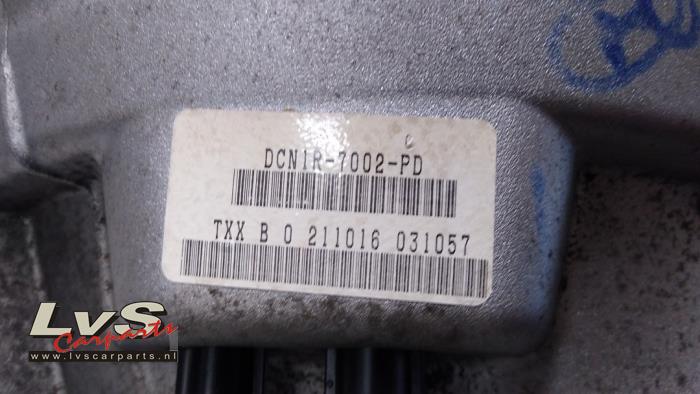 DCN1R-7002-PD
TXX B 0 211016 031057
LvS
Carparts
www.lvscarparts.nl